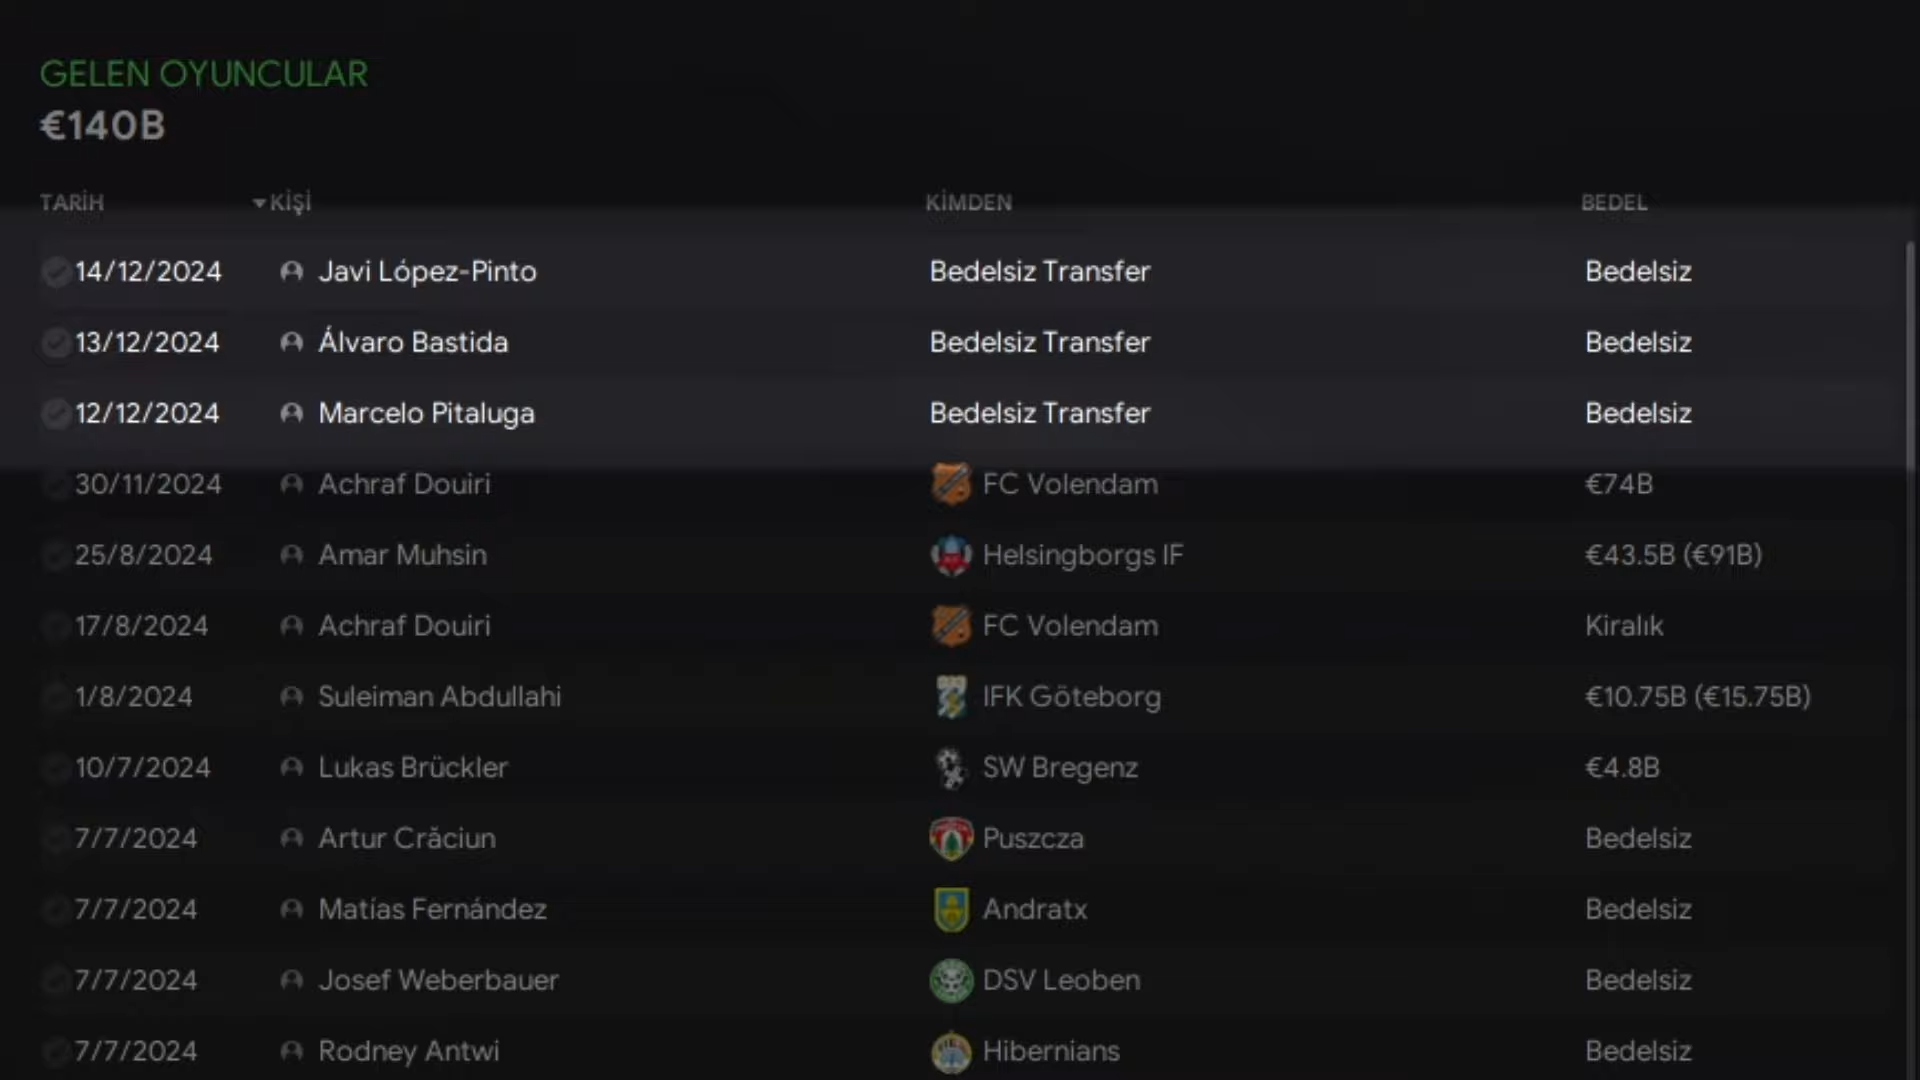 GELEN OYUNCULAR
€140B
TARİH KİŞİ KİMDEN BEDEL
14/12/2024 Javi López-Pinto Bedelsiz Transfer Bedelsiz
13/12/2024 Álvaro Bastida Bedelsiz Transfer Bedelsiz
12/12/2024 Marcelo Pitaluga Bedelsiz Transfer Bedelsiz
30/11/2024 Achraf Douiri FC Volendam €74B
25/8/2024 Amar Muhsin Helsingborgs IF €43.5B (€91B)
17/8/2024 Achraf Douiri FC Volendam Kiralık
1/8/2024 Suleiman Abdullahi IFK Göteborg €10.75B (€15.75B)
10/7/2024 Lukas Brückler SW Bregenz €4.8B
7/7/2024 Artur Crăciun Puszcza Bedelsiz
7/7/2024 Matías Fernández Andratx Bedelsiz
7/7/2024 Josef Weberbauer DSV Leoben Bedelsiz
7/7/2024 Rodney Antwi Hibernians Bedelsiz